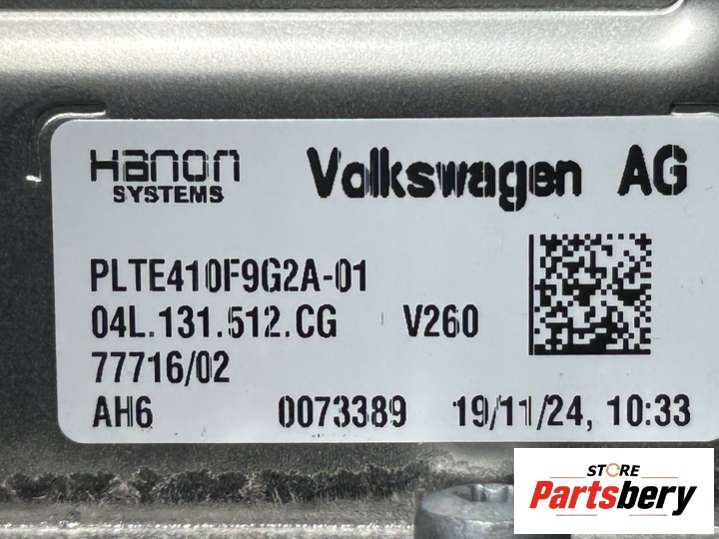 Hanon Volkswagen AG
SYSTEMS
PLTE410F9G2A-01
04L.131.512.CG V260
77716/02
AH6 0073389 19/11/24, 10:33
STORE
Partsbery